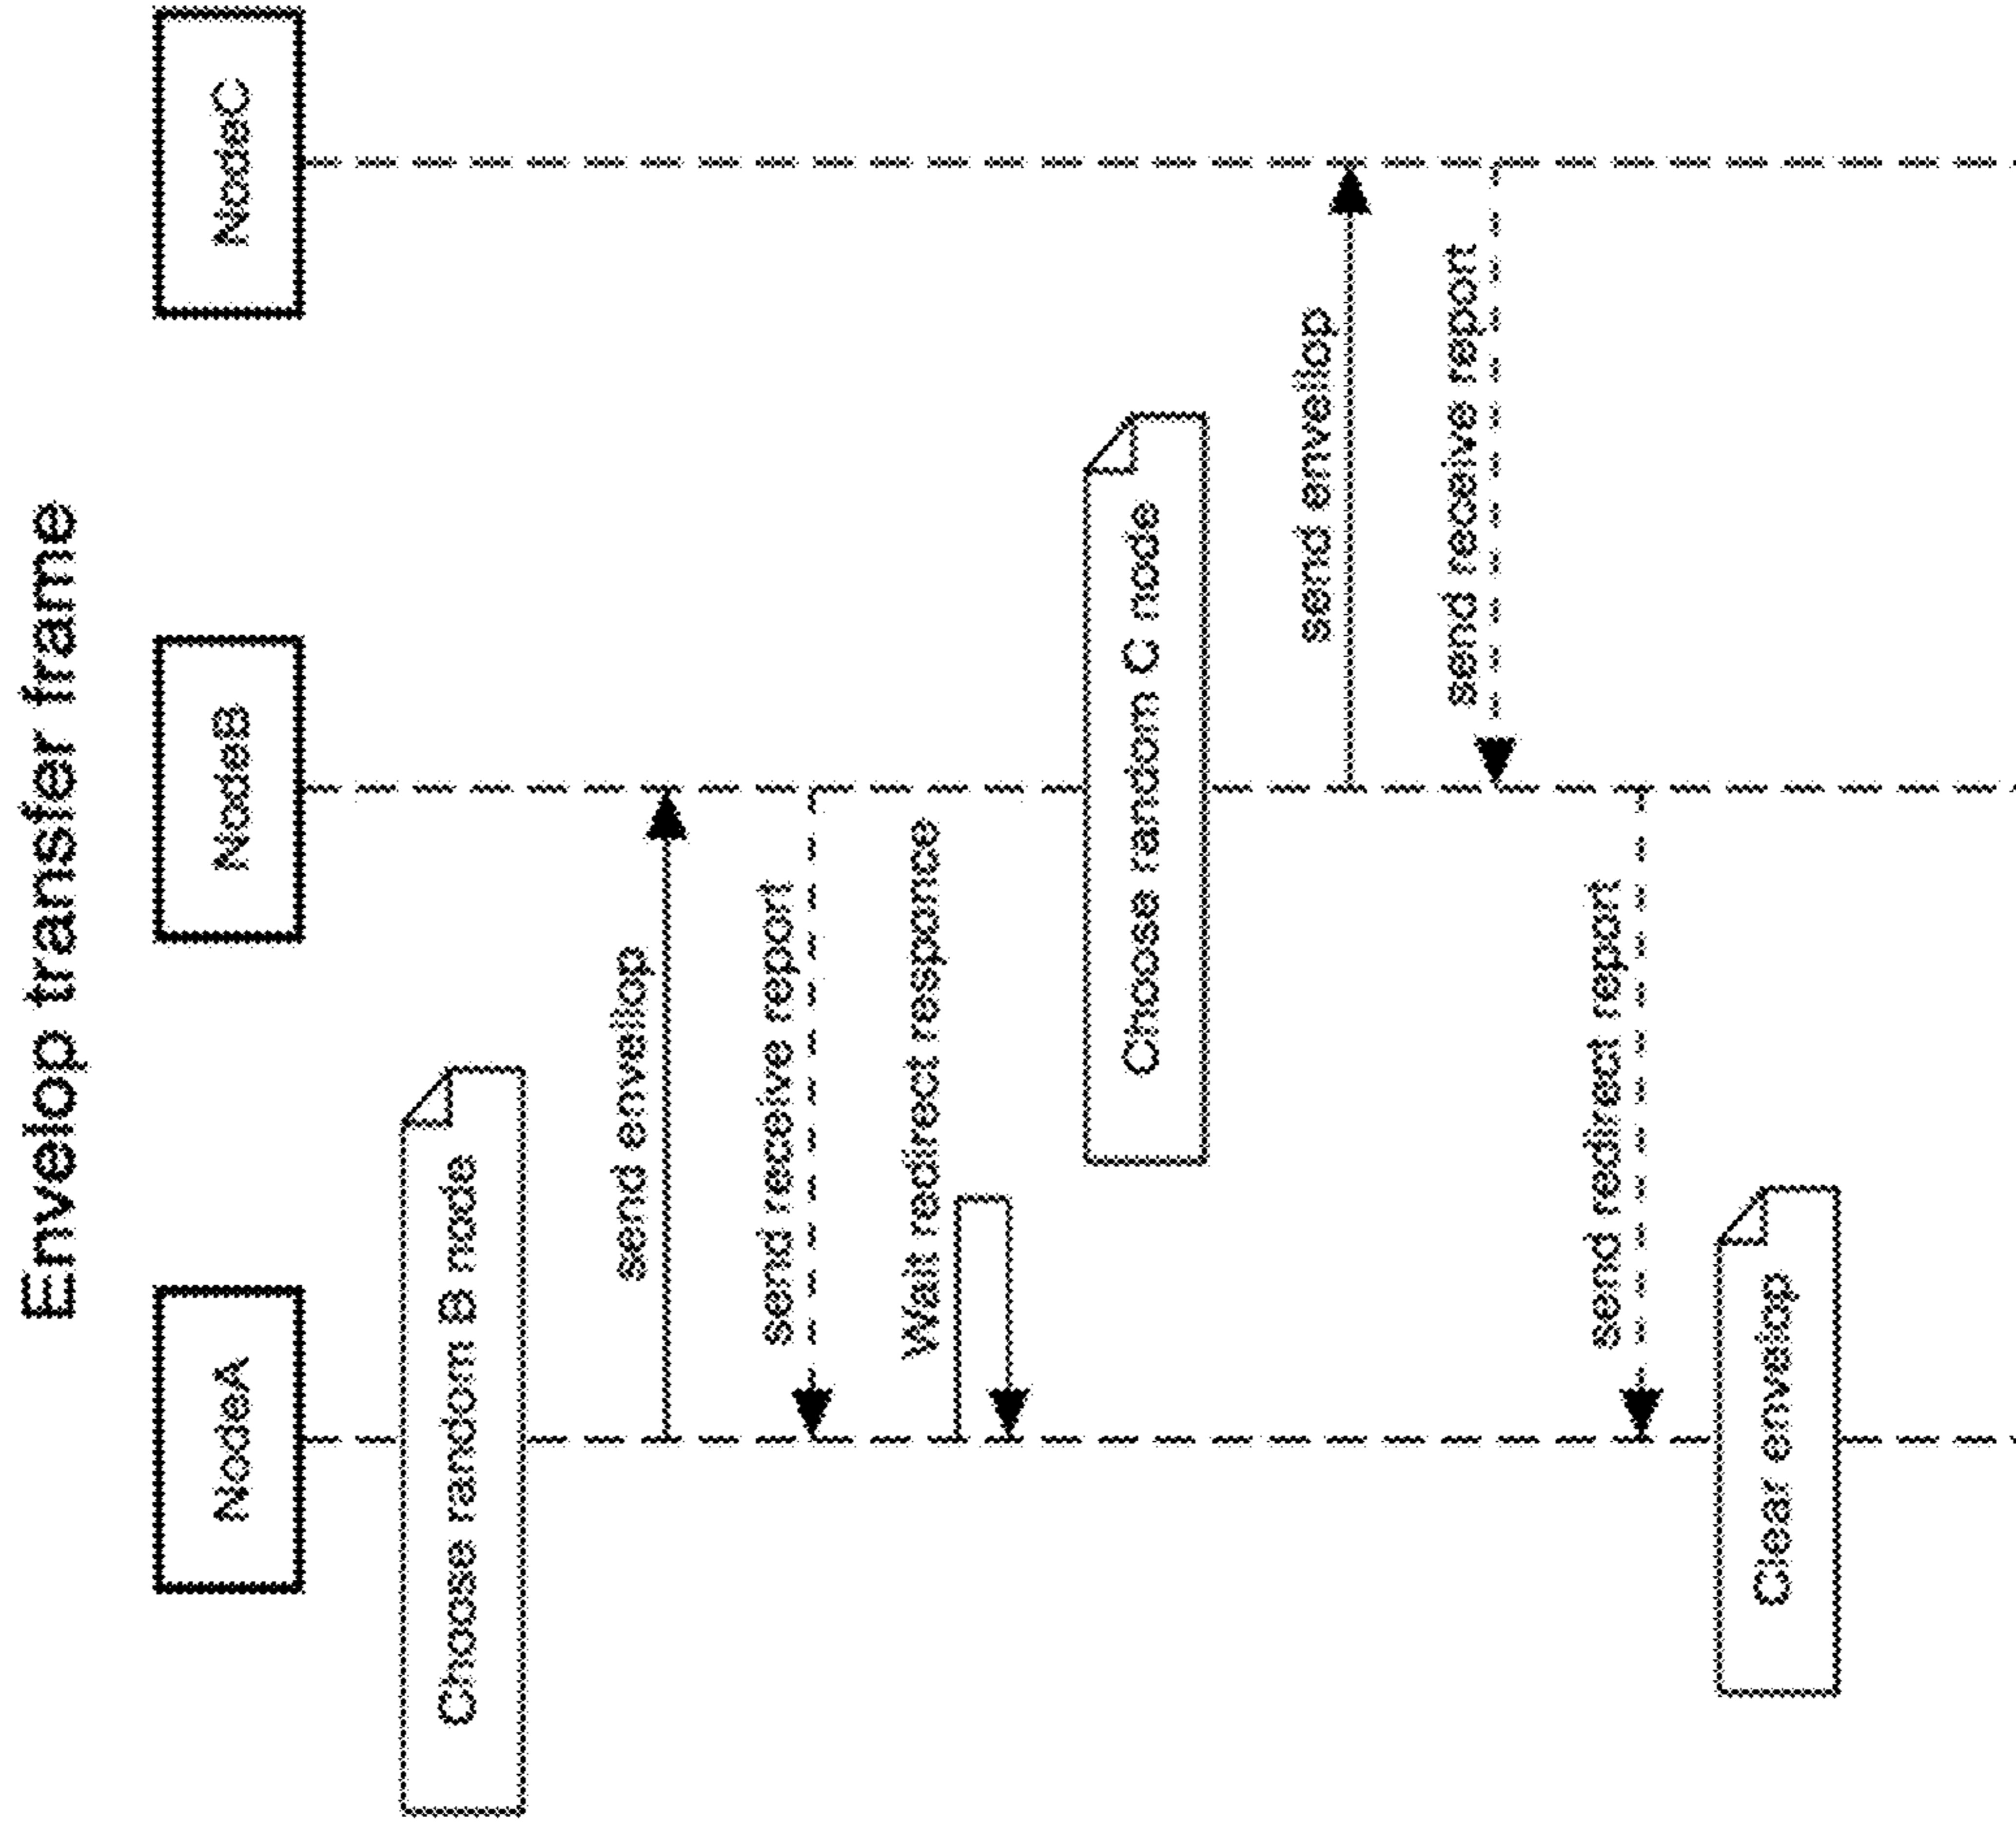 Envelop transfer frame
NodeA
NodeB
NodeC
Choose random B node
send envellop
send receive report
Wait redirect responce
Choose random C node
send envellop
send receive report
send redirect report
Clear envelop